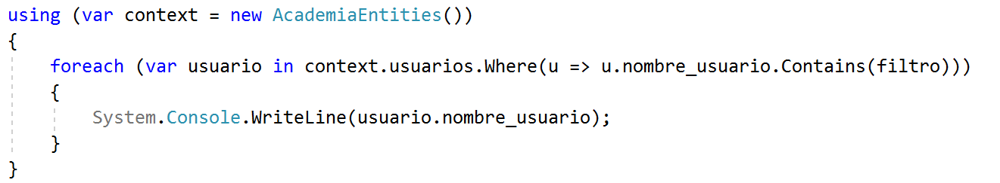 using (var context = new AcademiaEntities())
{
    foreach (var usuario in context.usuarios.Where(u => u.nombre_usuario.Contains(filtro)))
    {
        System.Console.WriteLine(usuario.nombre_usuario);
    }
}